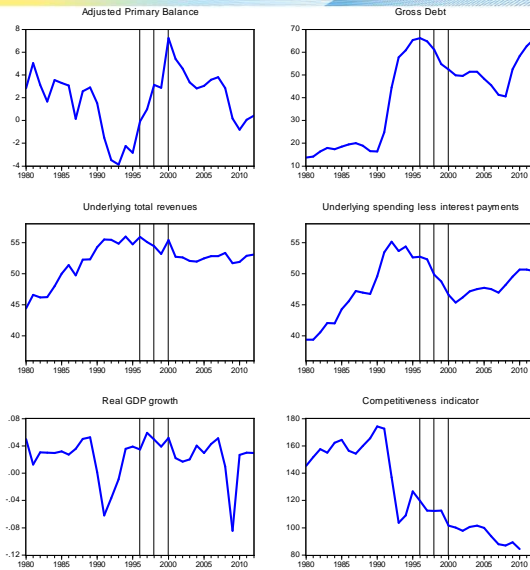 Adjusted Primary Balance
8
6
4
2
0
-2
-4
1980 1985 1990 1995 2000 2005 2010
Gross Debt
70
60
50
40
30
20
10
1980 1985 1990 1995 2000 2005 2010
Underlying total revenues
55
50
45
40
1980 1985 1990 1995 2000 2005 2010
Underlying spending less interest payments
55
50
45
40
1980 1985 1990 1995 2000 2005 2010
Real GDP growth
.08
.04
.00
-.04
-.08
-.12
1980 1985 1990 1995 2000 2005 2010
Competitiveness indicator
180
160
140
120
100
80
1980 1985 1990 1995 2000 2005 2010